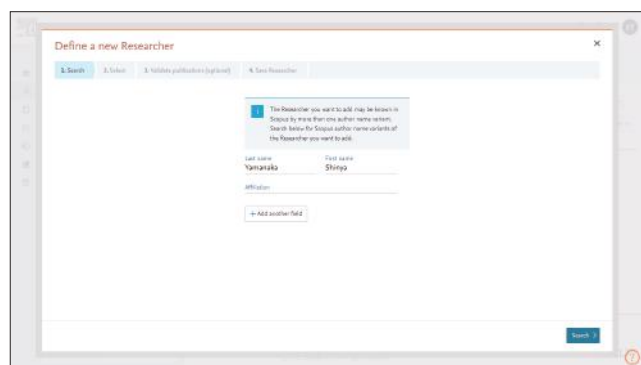 Define a new Researcher
1. Search
2. Select
3. Validate publications (optional)
4. Save Researcher
The Researcher you want to add may be known in
Scopus by more than one author name variant.
Search below for Scopus author name variants of
the Researcher you want to add.
Last name
First name
Yamanaka
Shinya
Affiliation
+ Add another field
Search